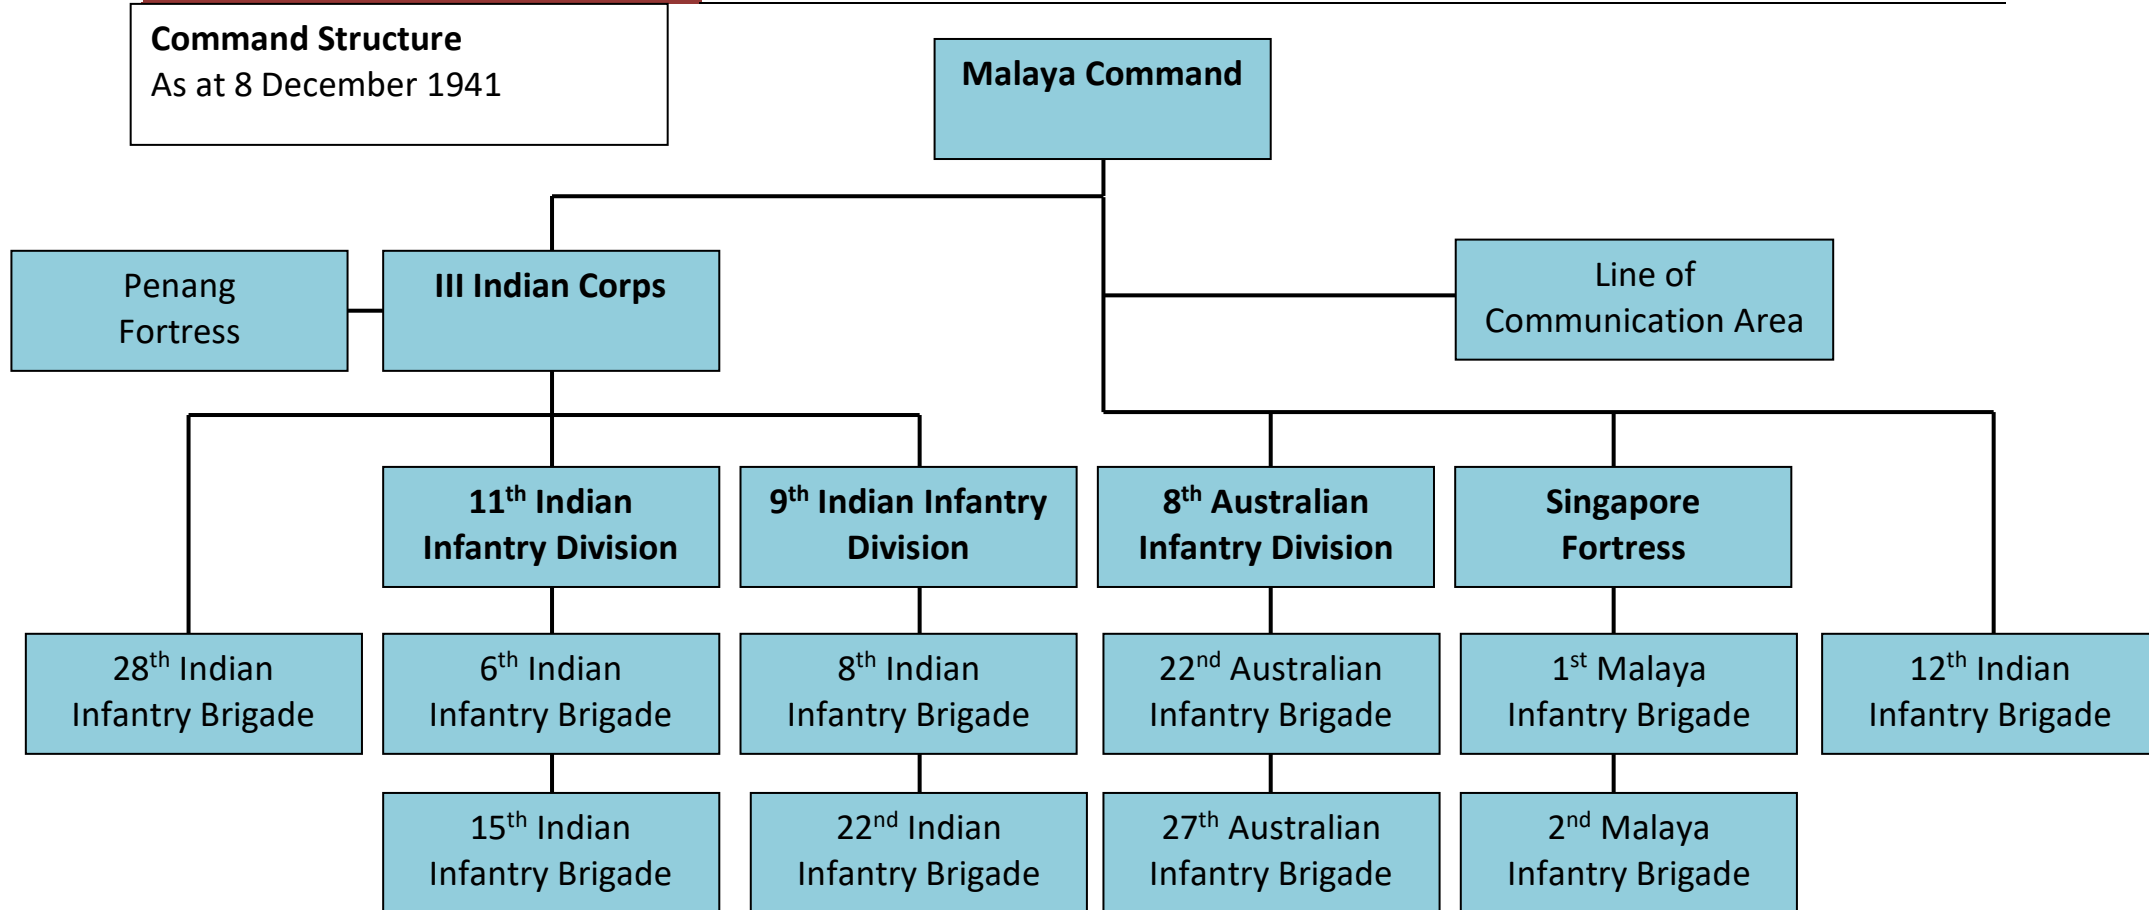 Command Structure
As at 8 December 1941
Malaya Command
Penang
Fortress
III Indian Corps
Line of
Communication Area
11th Indian
Infantry Division
9th Indian Infantry
Division
8th Australian
Infantry Division
Singapore
Fortress
28th Indian
Infantry Brigade
6th Indian
Infantry Brigade
8th Indian
Infantry Brigade
22nd Australian
Infantry Brigade
1st Malaya
Infantry Brigade
12th Indian
Infantry Brigade
15th Indian
Infantry Brigade
22nd Indian
Infantry Brigade
27th Australian
Infantry Brigade
2nd Malaya
Infantry Brigade